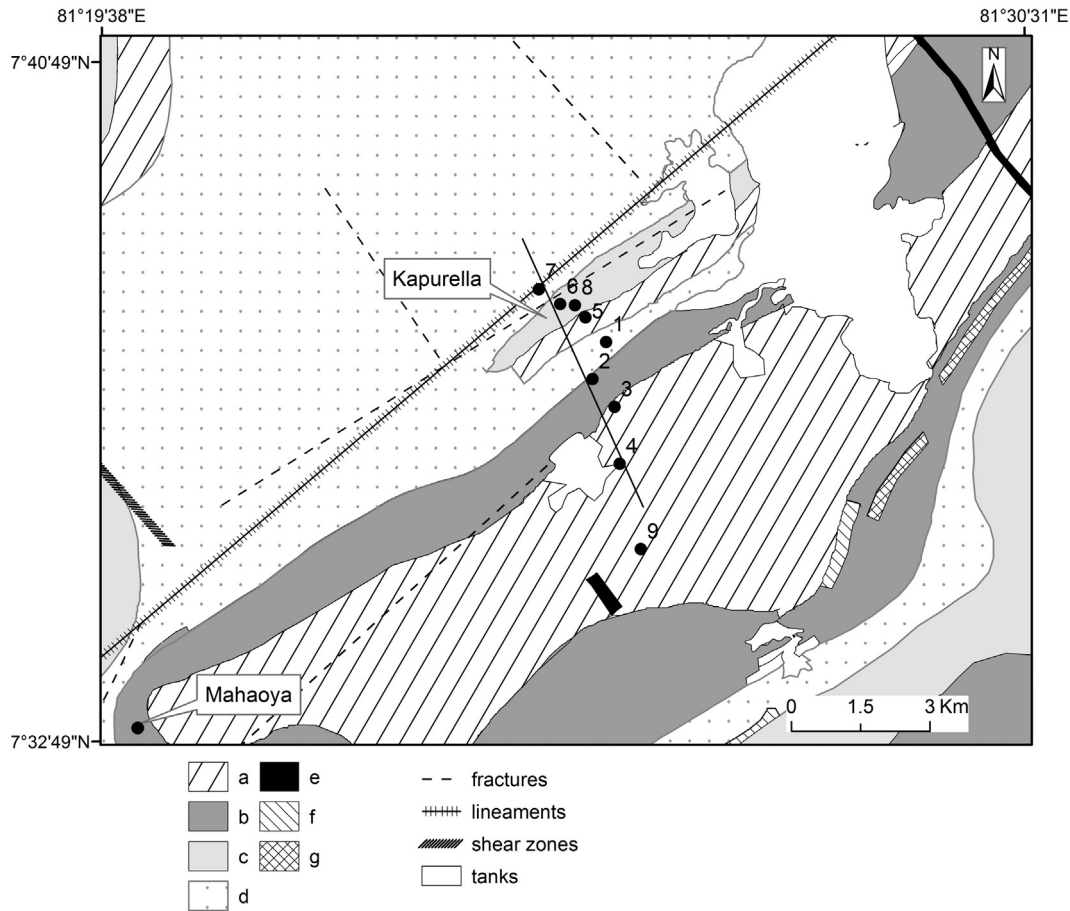 81°19'38"E
81°30'31"E
7°40'49"N
N
Kapurella
7
6
8
5
1
2
3
4
9
Mahaoya
0 1.5 3 Km
7°32'49"N
a e fractures
b f lineaments
c g shear zones
d tanks